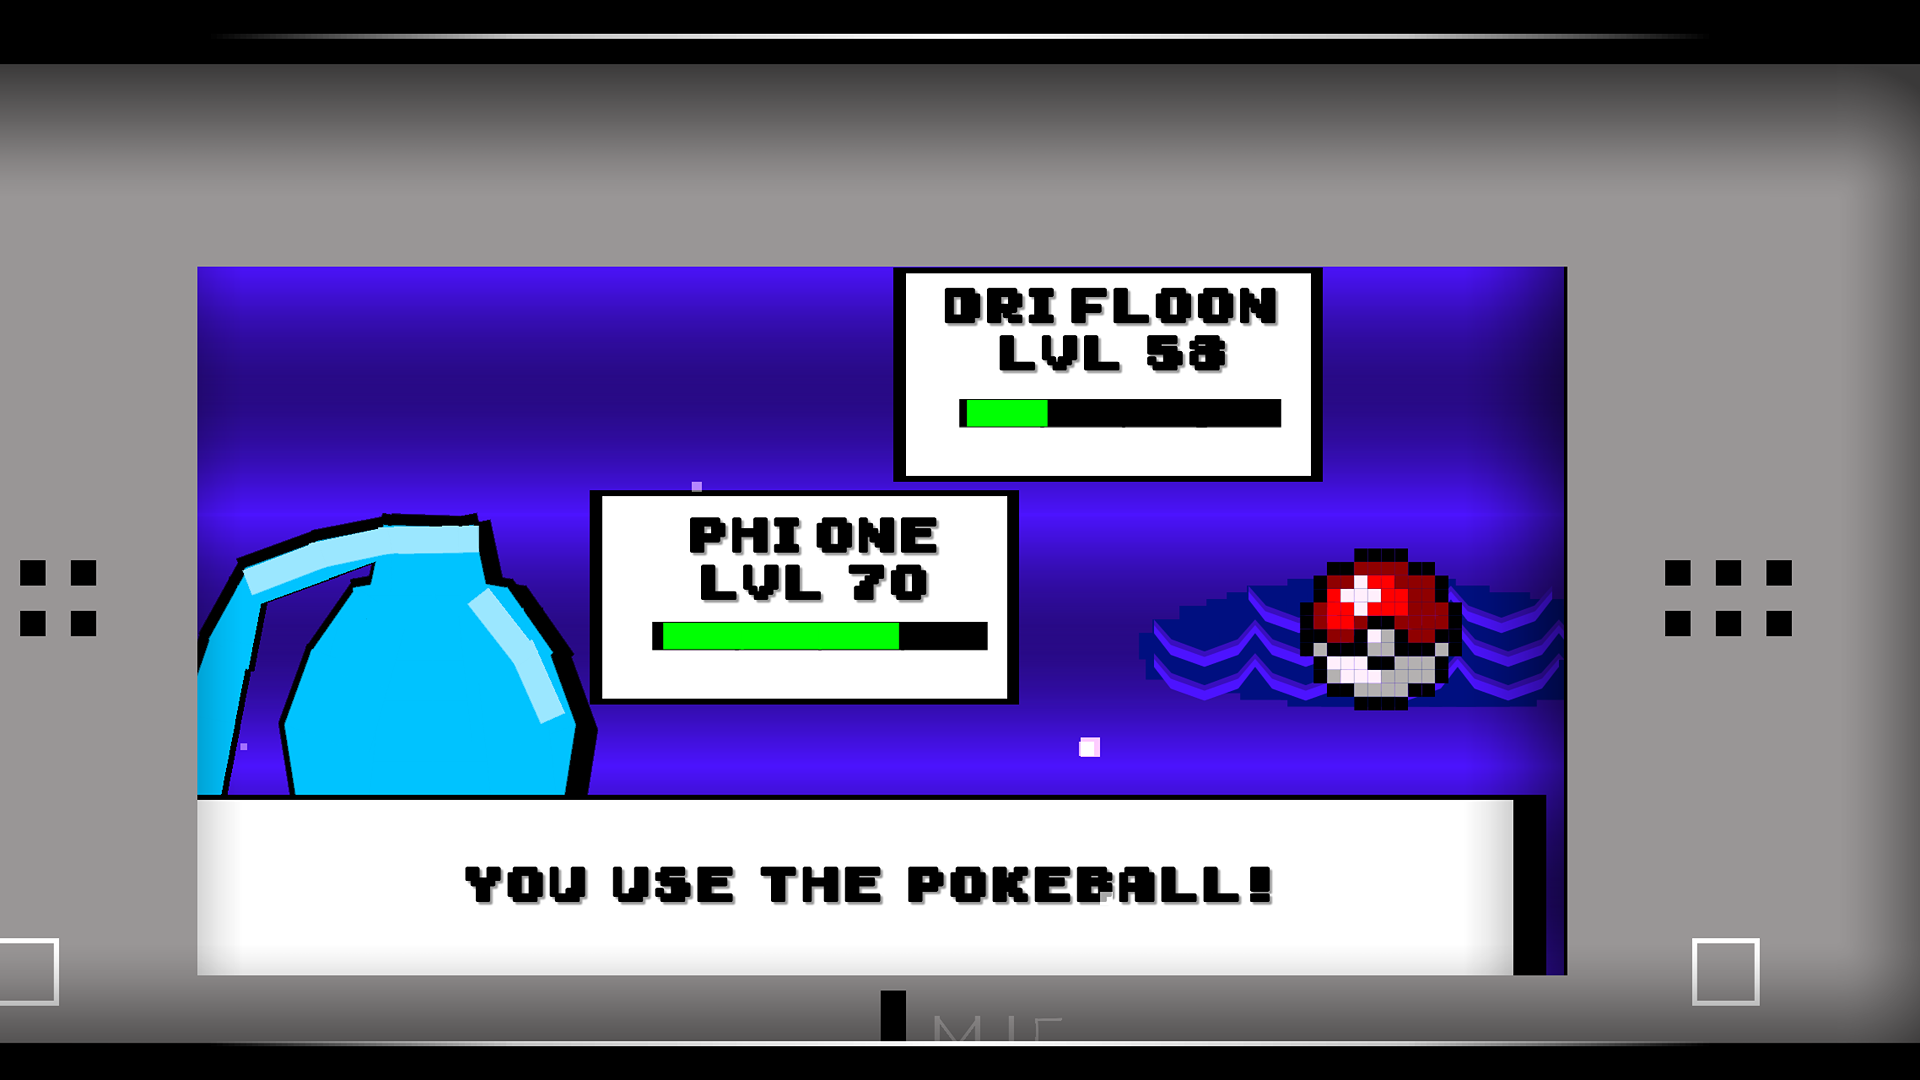 DRIFLOON
LVL 58
PHIONE
LVL 70
YOU USE THE POKEBALL!